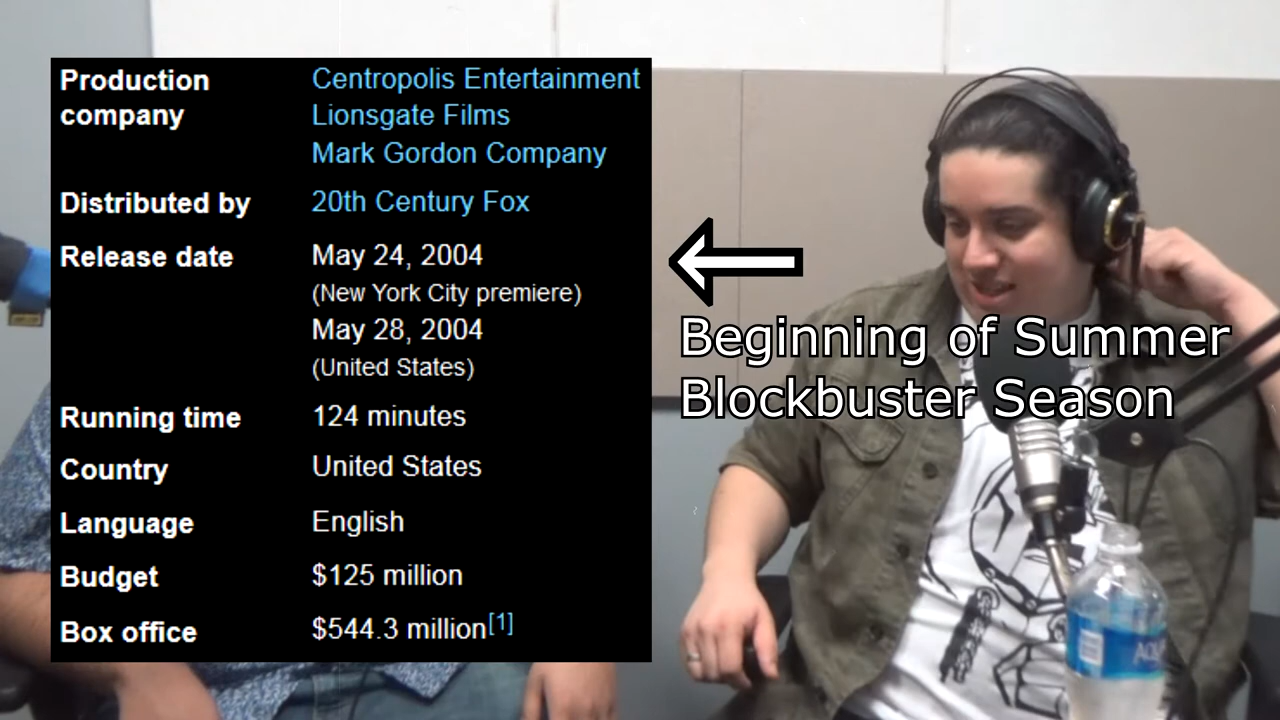 Production company
Centropolis Entertainment
Lionsgate Films
Mark Gordon Company
Distributed by
20th Century Fox
Release date
May 24, 2004
(New York City premiere)
May 28, 2004
(United States)
Running time
124 minutes
Country
United States
Language
English
Budget
$125 million
Box office
$544.3 million[1]
Beginning of Summer
Blockbuster Season